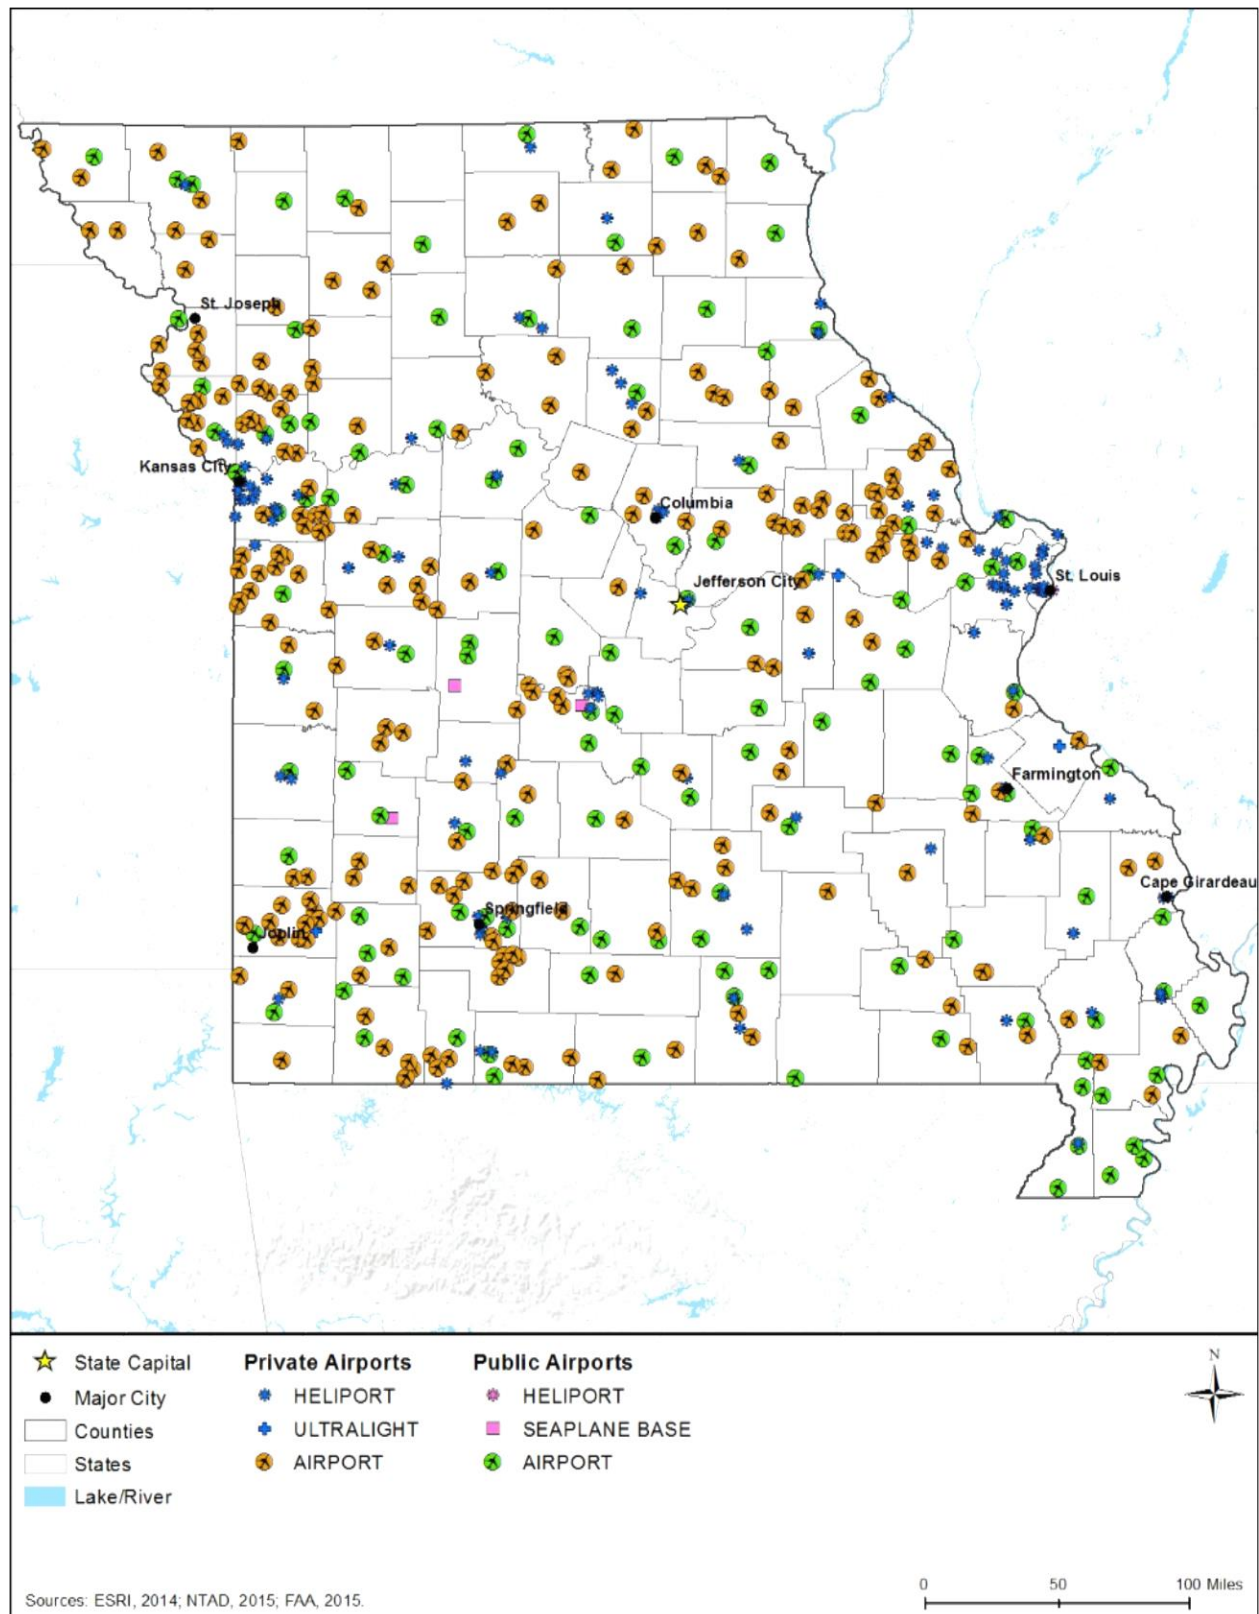 St. Joseph
Kansas City
Columbia
Jefferson City
St. Louis
Farmington
Cape Girardeau
Springfield
Joplin
State Capital
Major City
Counties
States
Lake/River
Private Airports
HELIPORT
ULTRALIGHT
AIRPORT
Public Airports
HELIPORT
SEAPLANE BASE
AIRPORT
N
0 50 100 Miles
Sources: ESRI, 2014; NTAD, 2015; FAA, 2015.